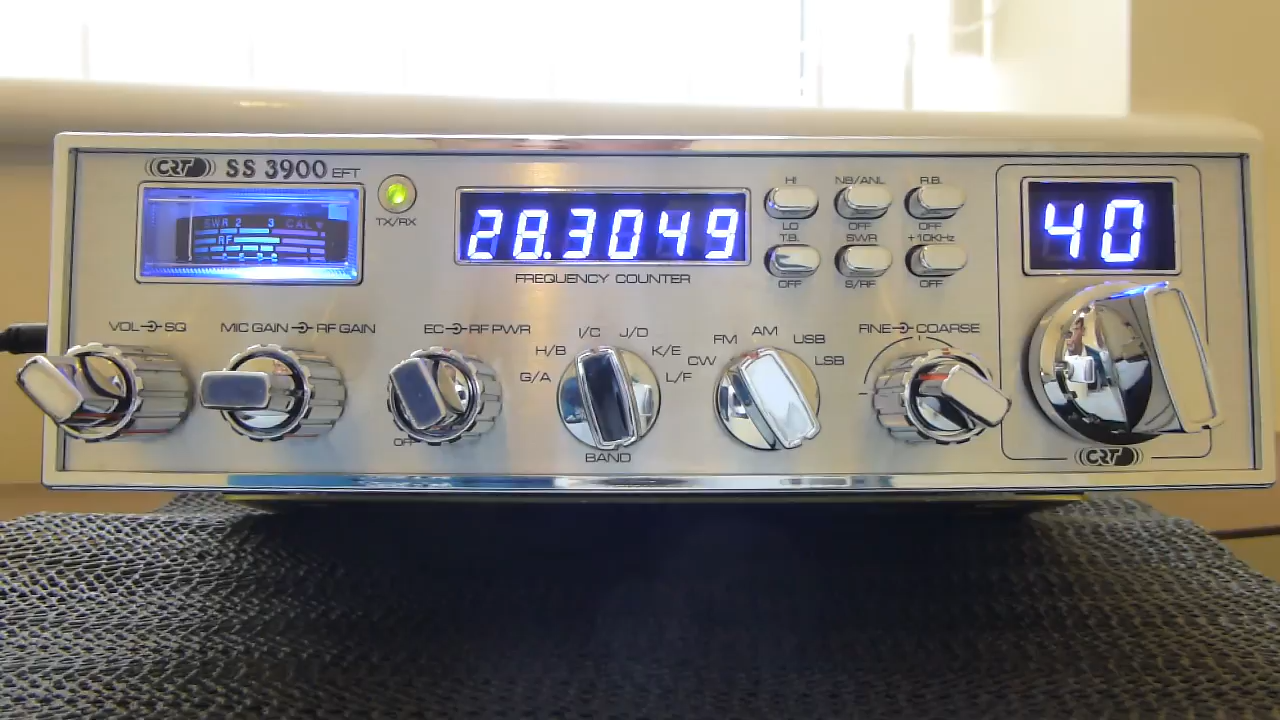 CRT SS 3900 EFT
SWR 2 3 CAL
RF
TX/RX
28.3049
FREQUENCY COUNTER
HI NB/ANL R.B.
LO OFF OFF
T.B. SWR +10KHz
OFF S/RF OFF
40
VOL SQ
MIC GAIN RF GAIN
EC RF PWR
OFF
G/A H/B I/C J/D K/E L/F
BAND
CW FM AM USB LSB
FINE COARSE
CRT